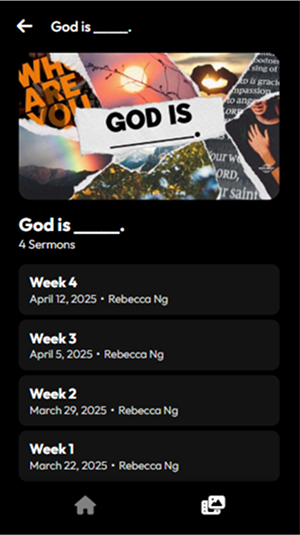 God is _____.
WHO
ARE
YOU
GOD IS
_____.
God is _____.
4 Sermons
Week 4
April 12, 2025 • Rebecca Ng
Week 3
April 5, 2025 • Rebecca Ng
Week 2
March 29, 2025 • Rebecca Ng
Week 1
March 22, 2025 • Rebecca Ng